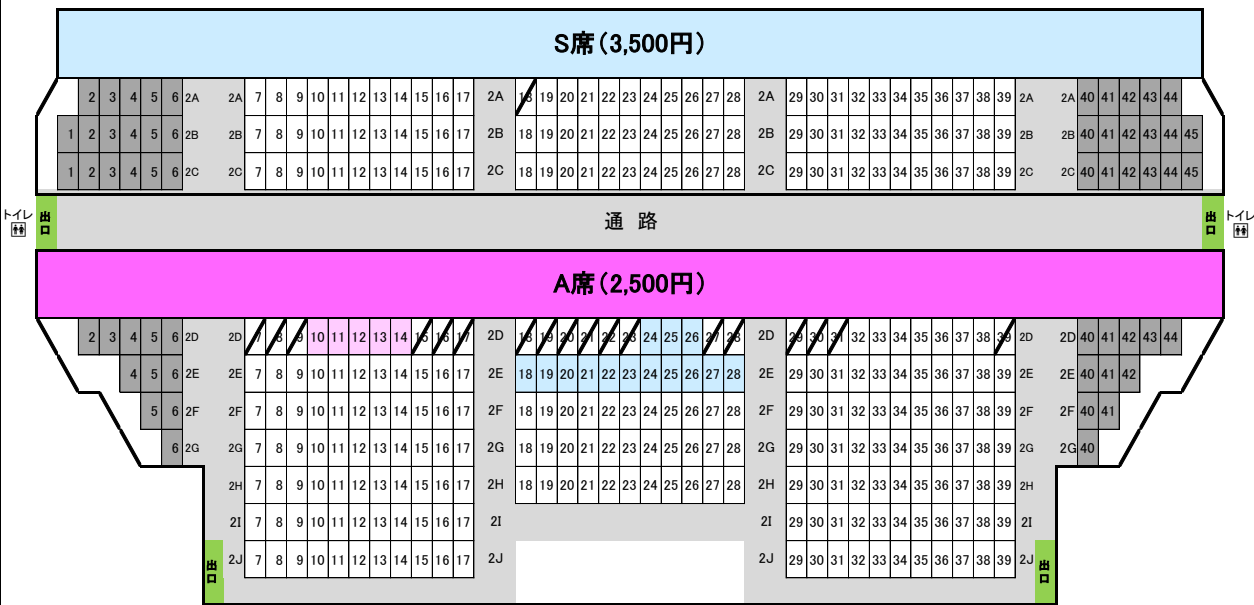 S席(3,500円)
2 3 4 5 6 2A 2A 7 8 9 10 11 12 13 14 15 16 17 2A 18 19 20 21 22 23 24 25 26 27 28 2A 29 30 31 32 33 34 35 36 37 38 39 2A 2A 40 41 42 43 44
1 2 3 4 5 6 2B 2B 7 8 9 10 11 12 13 14 15 16 17 2B 18 19 20 21 22 23 24 25 26 27 28 2B 29 30 31 32 33 34 35 36 37 38 39 2B 2B 40 41 42 43 44 45
1 2 3 4 5 6 2C 2C 7 8 9 10 11 12 13 14 15 16 17 2C 18 19 20 21 22 23 24 25 26 27 28 2C 29 30 31 32 33 34 35 36 37 38 39 2C 2C 40 41 42 43 44 45
トイレ 出口 通 路 出口 トイレ
A席(2,500円)
2 3 4 5 6 2D 2D 7 8 9 10 11 12 13 14 15 16 17 2D 18 19 20 21 22 23 24 25 26 27 28 2D 29 30 31 32 33 34 35 36 37 38 39 2D 2D 40 41 42 43 44
4 5 6 2E 2E 7 8 9 10 11 12 13 14 15 16 17 2E 18 19 20 21 22 23 24 25 26 27 28 2E 29 30 31 32 33 34 35 36 37 38 39 2E 2E 40 41 42
5 6 2F 2F 7 8 9 10 11 12 13 14 15 16 17 2F 18 19 20 21 22 23 24 25 26 27 28 2F 29 30 31 32 33 34 35 36 37 38 39 2F 2F 40 41
6 2G 2G 7 8 9 10 11 12 13 14 15 16 17 2G 18 19 20 21 22 23 24 25 26 27 28 2G 29 30 31 32 33 34 35 36 37 38 39 2G 2G 40
2H 7 8 9 10 11 12 13 14 15 16 17 2H 18 19 20 21 22 23 24 25 26 27 28 2H 29 30 31 32 33 34 35 36 37 38 39 2H
2I 7 8 9 10 11 12 13 14 15 16 17 2I 2I 29 30 31 32 33 34 35 36 37 38 39 2I
出口 2J 7 8 9 10 11 12 13 14 15 16 17 2J 2J 29 30 31 32 33 34 35 36 37 38 39 2J 出口